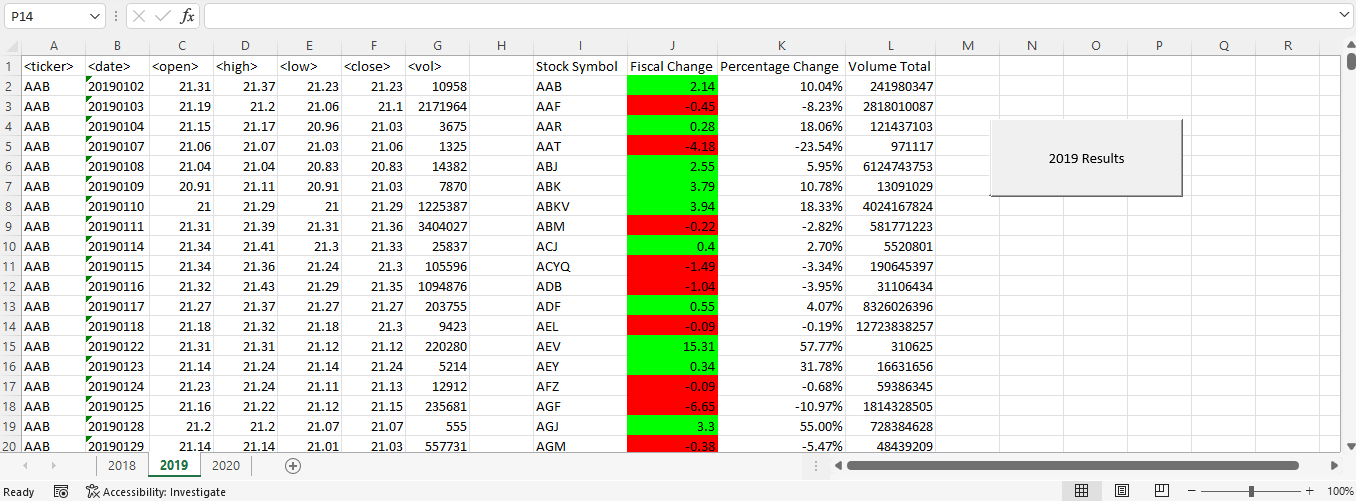 P14 fx
A B C D E F G H I J K L M N O P Q R
1 <ticker> <date> <open> <high> <low> <close> <vol> Stock Symbol Fiscal Change Percentage Change Volume Total
2 AAB 20190102 21.31 21.37 21.23 21.23 10958 AAB 2.14 10.04% 241980347
3 AAB 20190103 21.19 21.2 21.06 21.1 2171964 AAF -0.45 -8.23% 2818010087
4 AAB 20190104 21.15 21.17 20.96 21.03 3675 AAR 0.28 18.06% 121437103
5 AAB 20190107 21.06 21.07 21.03 21.06 1325 AAT -4.18 -23.54% 971117
2019 Results
6 AAB 20190108 21.04 21.04 20.83 20.83 14382 ABJ 2.55 5.95% 6124743753
7 AAB 20190109 20.91 21.11 20.91 21.03 7870 ABK 3.79 10.78% 13091029
8 AAB 20190110 21 21.29 21 21.29 1225387 ABKV 3.94 18.33% 4024167824
9 AAB 20190111 21.31 21.39 21.31 21.36 3404027 ABM -0.22 -2.82% 581771223
10 AAB 20190114 21.34 21.41 21.3 21.33 25837 ACJ 0.4 2.70% 5520801
11 AAB 20190115 21.34 21.36 21.24 21.3 105596 ACYQ -1.49 -3.34% 190645397
12 AAB 20190116 21.32 21.43 21.29 21.35 1094876 ADB -1.04 -3.95% 31106434
13 AAB 20190117 21.27 21.37 21.27 21.27 203755 ADF 0.55 4.07% 8326026396
14 AAB 20190118 21.18 21.32 21.18 21.3 9423 AEL -0.09 -0.19% 12723838257
15 AAB 20190122 21.31 21.31 21.12 21.12 220280 AEV 15.31 57.77% 310625
16 AAB 20190123 21.14 21.24 21.14 21.24 5214 AEY 0.34 31.78% 16631656
17 AAB 20190124 21.23 21.24 21.11 21.13 12912 AFZ -0.09 -0.68% 59386345
18 AAB 20190125 21.16 21.22 21.12 21.15 235681 AGF -6.65 -10.97% 1814328505
19 AAB 20190128 21.2 21.2 21.07 21.07 555 AGJ 3.3 55.00% 728384628
20 AAB 20190129 21.14 21.14 21.01 21.03 557731 AGM -0.38 -5.47% 48439209
2018 2019 2020
Ready Accessibility: Investigate 100%